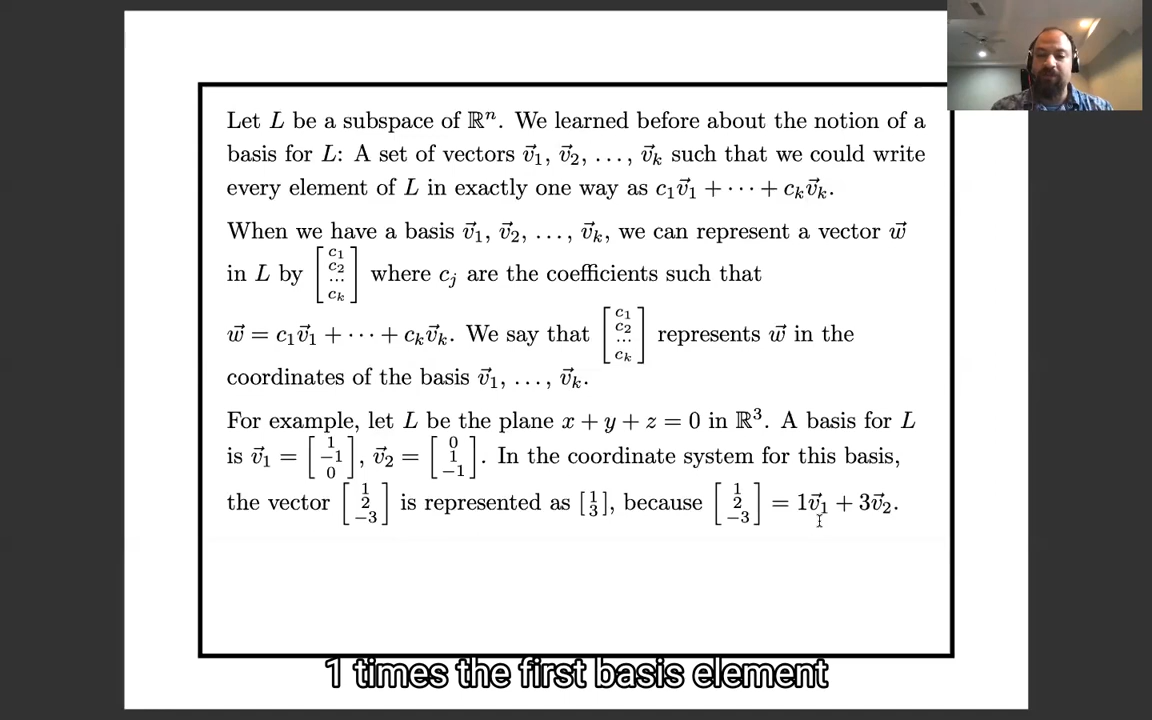 Let L be a subspace of ℝⁿ. We learned before about the notion of a
basis for L: A set of vectors v⃗₁, v⃗₂, ..., v⃗ₖ such that we could write
every element of L in exactly one way as c₁v⃗₁ + ··· + cₖv⃗ₖ.
When we have a basis v⃗₁, v⃗₂, ..., v⃗ₖ, we can represent a vector w⃗
in L by [c₁ c₂ ... cₖ] where cⱼ are the coefficients such that
w⃗ = c₁v⃗₁ + ··· + cₖv⃗ₖ. We say that [c₁ c₂ ... cₖ] represents w⃗ in the
coordinates of the basis v⃗₁, ..., v⃗ₖ.
For example, let L be the plane x + y + z = 0 in ℝ³. A basis for L
is v⃗₁ = [1 −1 0], v⃗₂ = [0 1 −1]. In the coordinate system for this basis,
the vector [1 2 −3] is represented as [1 3], because [1 2 −3] = 1v⃗₁ + 3v⃗₂.
1 times the first basis element